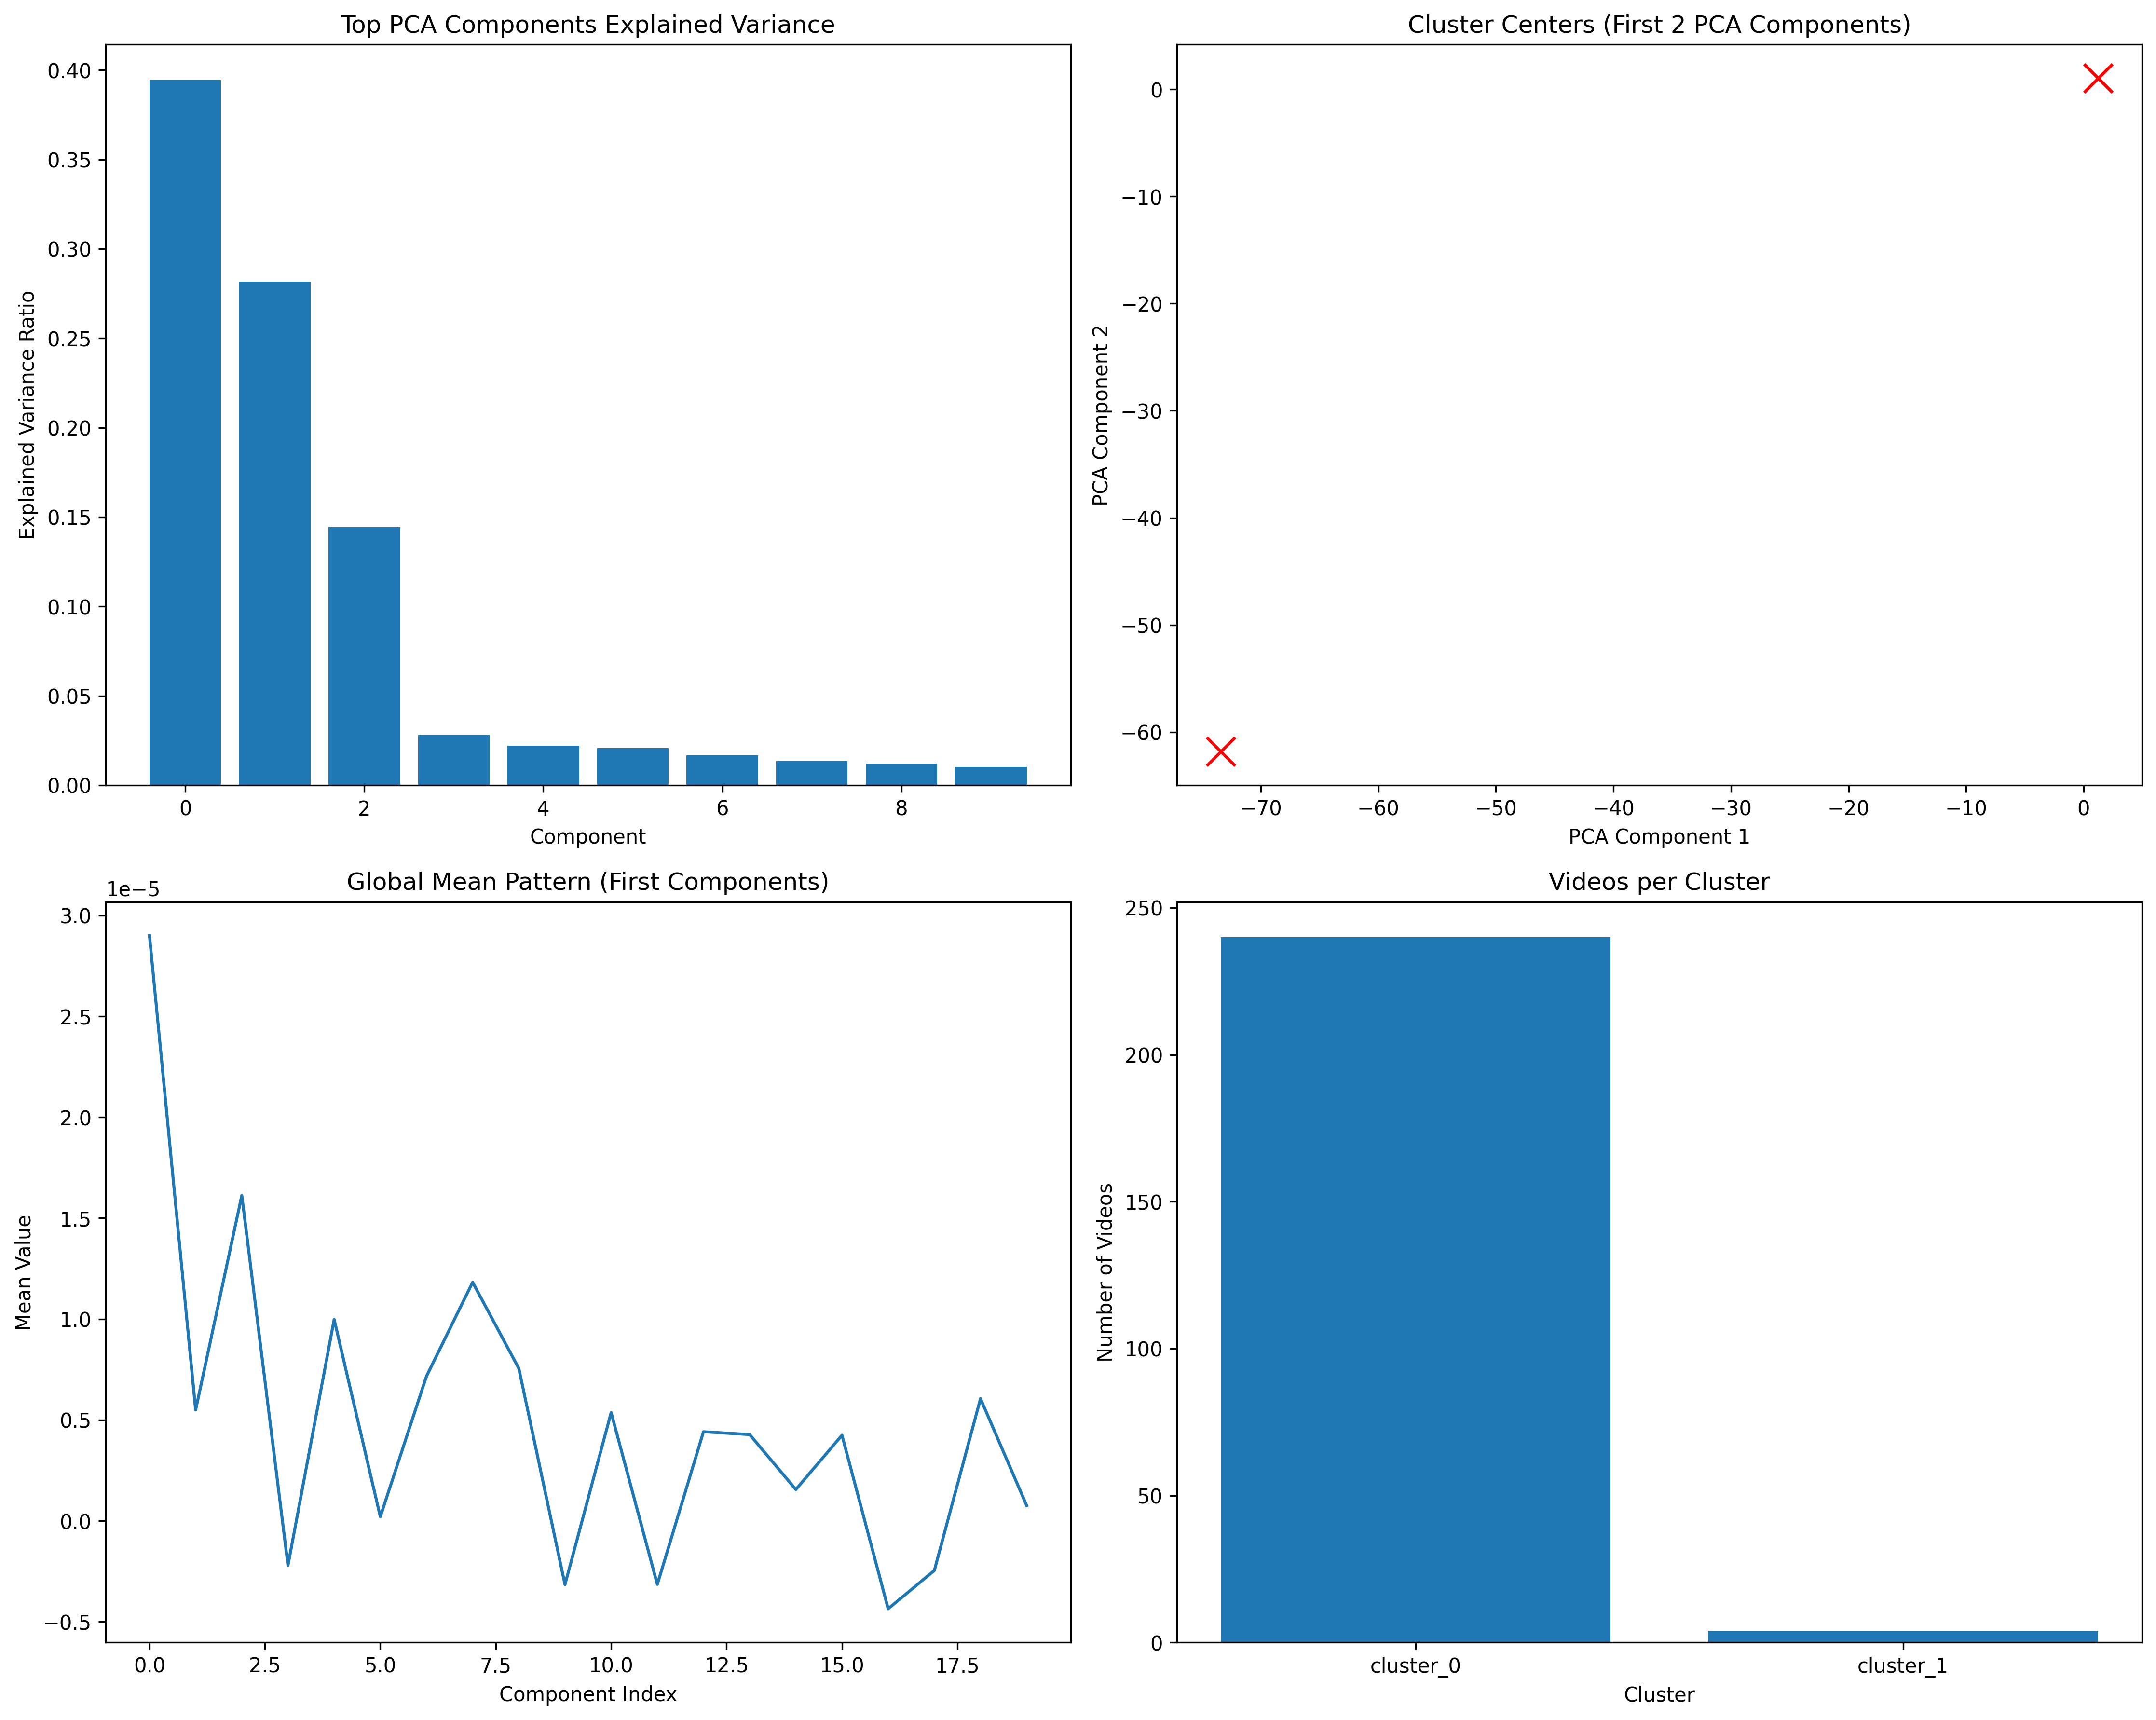 Top PCA Components Explained Variance
0.40
0.35
0.30
0.25
0.20
0.15
0.10
0.05
0.00
Explained Variance Ratio
0 2 4 6 8
Component
Cluster Centers (First 2 PCA Components)
0
−10
−20
−30
−40
−50
−60
PCA Component 2
−70 −60 −50 −40 −30 −20 −10 0
PCA Component 1
Global Mean Pattern (First Components)
1e−5
3.0
2.5
2.0
1.5
1.0
0.5
0.0
−0.5
Mean Value
0.0 2.5 5.0 7.5 10.0 12.5 15.0 17.5
Component Index
Videos per Cluster
250
200
150
100
50
0
Number of Videos
cluster_0 cluster_1
Cluster